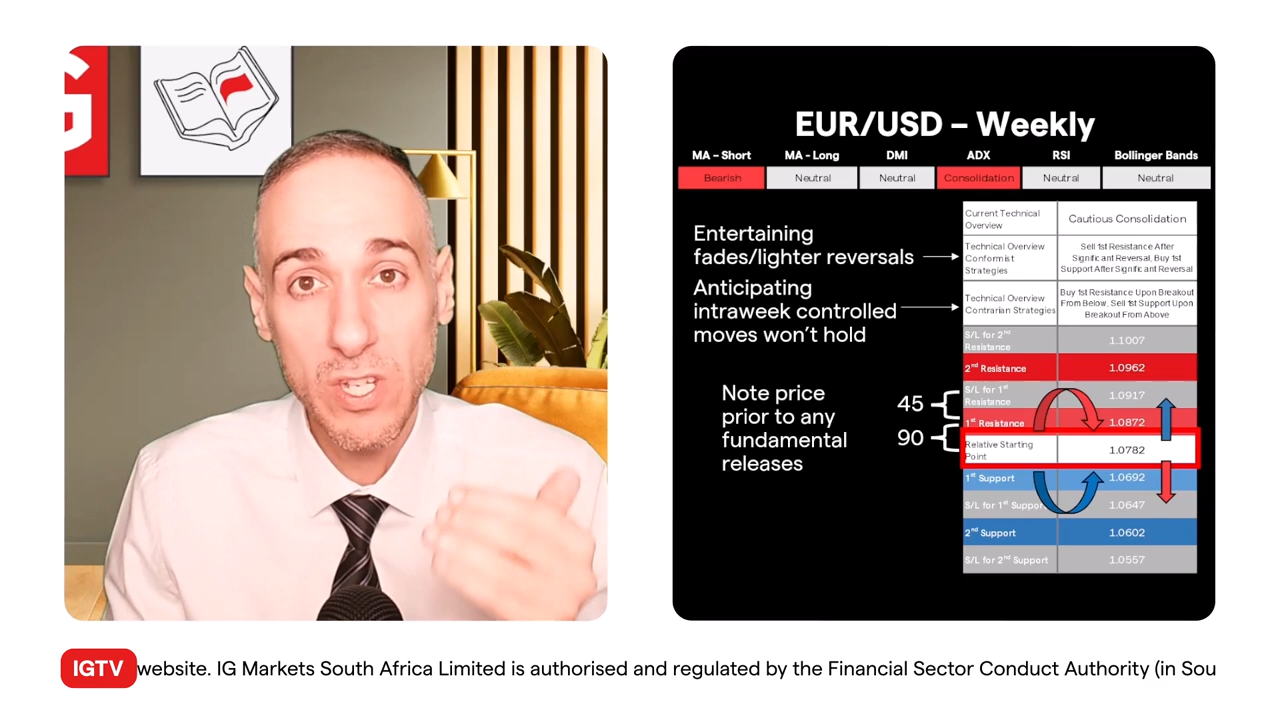 G
EUR/USD – Weekly
MA – Short MA - Long DMI ADX RSI Bollinger Bands
Bearish Neutral Neutral Consolidation Neutral Neutral
Current Technical Overview
Cautious Consolidation
Entertaining
fades/lighter reversals
Technical Overview
Conformist
Strategies
Sell 1st Resistance After
Significant Reversal, Buy 1st
Support After Significant Reversal
Anticipating
intraweek controlled
moves won't hold
Technical Overview
Contrarian Strategies
Buy 1st Resistance Upon Breakout
From Below, Sell 1st Support Upon
Breakout From Above
S/L for 2nd
Resistance
1.1007
2nd Resistance 1.0962
Note price
prior to any
fundamental
releases
45
90
S/L for 1st
Resistance
1.0917
1st Resistance 1.0872
Relative Starting
Point
1.0782
1st Support 1.0692
S/L for 1st Suppor 1.0647
2nd Support 1.0602
S/L for 2nd Support 1.0557
IGTV website. IG Markets South Africa Limited is authorised and regulated by the Financial Sector Conduct Authority (in Sou